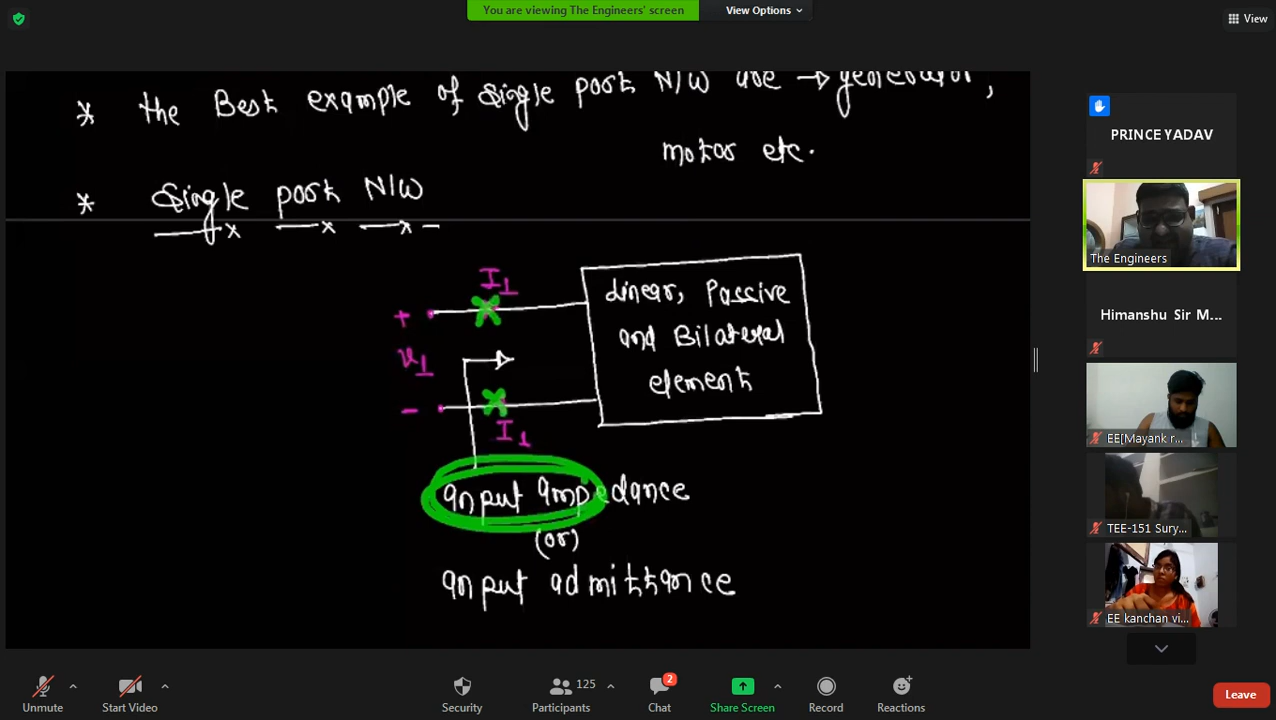 You are viewing The Engineers' screen
View Options
View
* the Best example of single port N/W are → generator,
motor etc.
* Single port N/W
I1
+
V1
-
I1
Linear, Passive
and Bilateral
element
input impedance
(or)
input admittance
PRINCE YADAV
The Engineers
Himanshu Sir M...
EE[Mayank r...
TEE-151 Sury...
EE kanchan vi...
Unmute
Start Video
Security
125
Participants
2
Chat
Share Screen
Record
Reactions
Leave